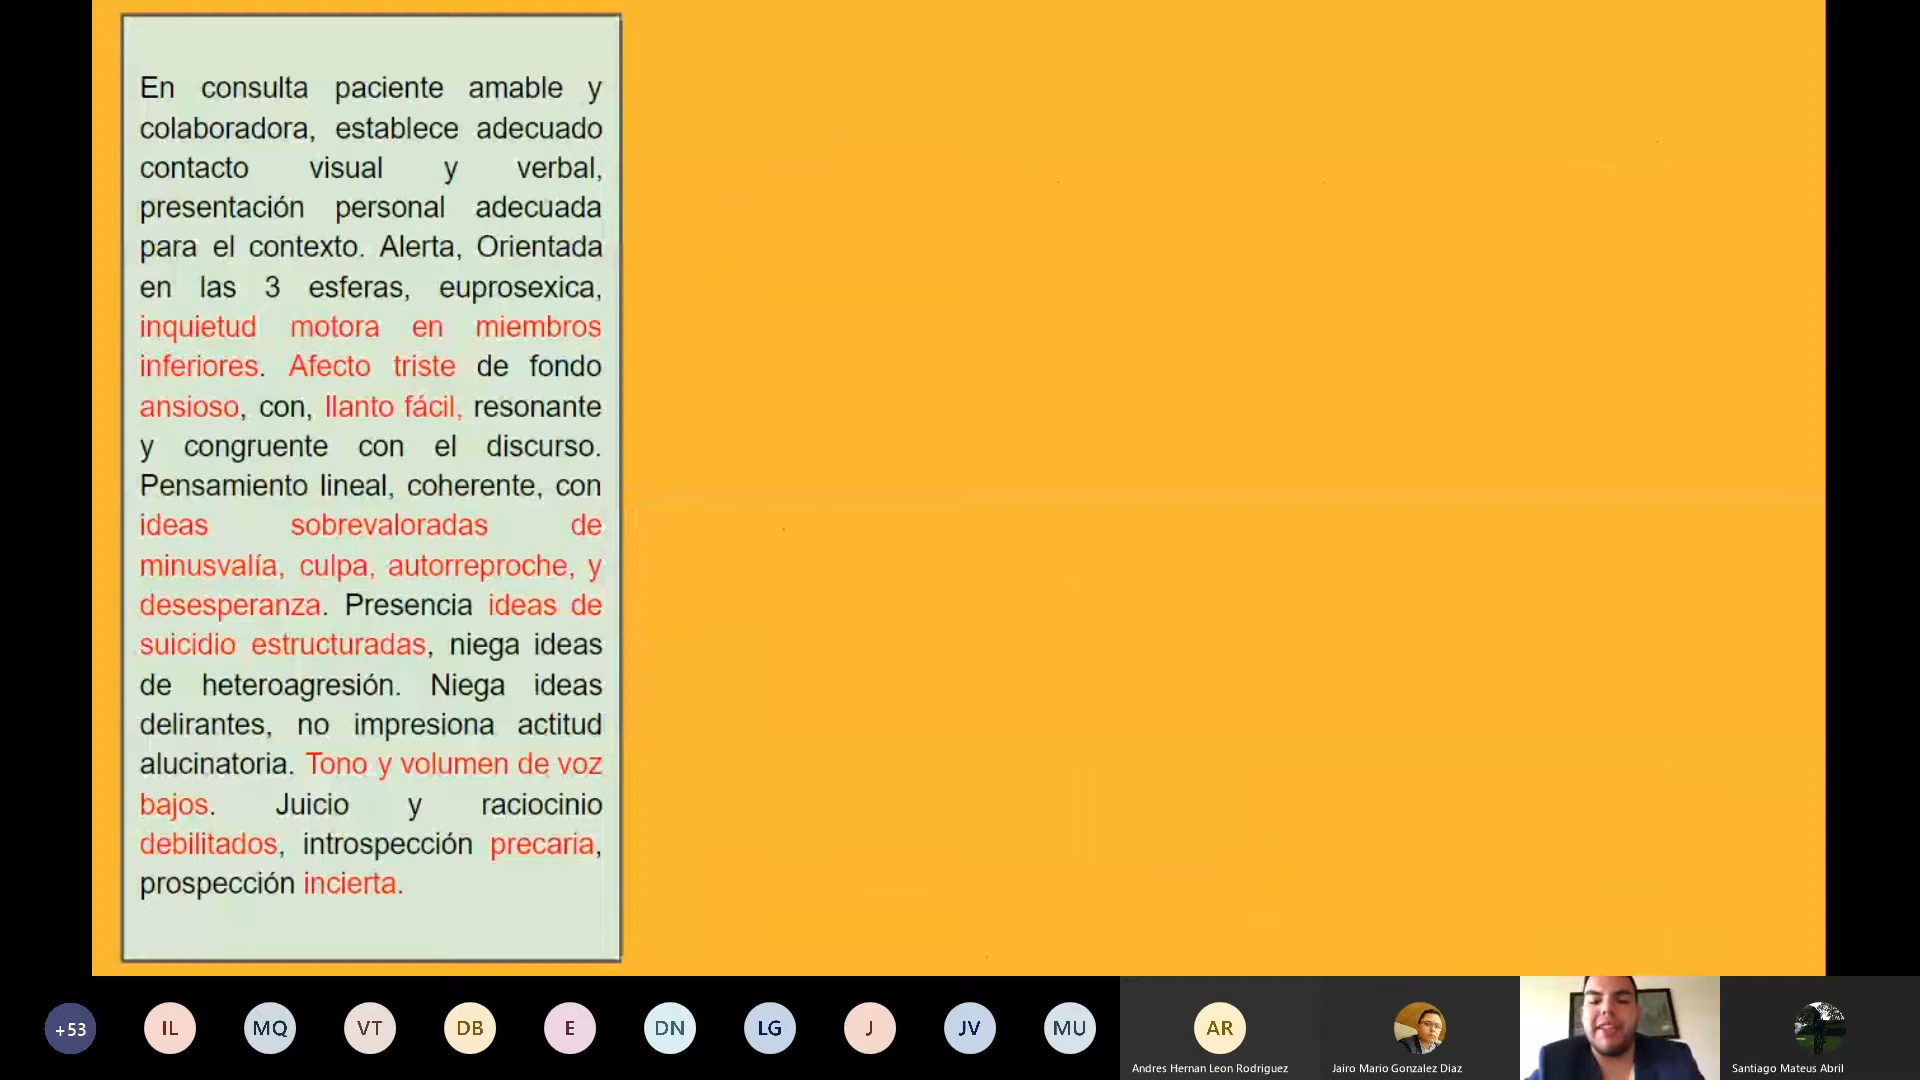 En consulta paciente amable y
colaboradora, establece adecuado
contacto visual y verbal,
presentación personal adecuada
para el contexto. Alerta, Orientada
en las 3 esferas, euprosexica,
inquietud motora en miembros
inferiores. Afecto triste de fondo
ansioso, con, llanto fácil, resonante
y congruente con el discurso.
Pensamiento lineal, coherente, con
ideas sobrevaloradas de
minusvalía, culpa, autorreproche, y
desesperanza. Presencia ideas de
suicidio estructuradas, niega ideas
de heteroagresión. Niega ideas
delirantes, no impresiona actitud
alucinatoria. Tono y volumen de voz
bajos. Juicio y raciocinio
debilitados, introspección precaria,
prospección incierta.
+53
IL
MQ
VT
DB
E
DN
LG
J
JV
MU
AR
Andres Hernan Leon Rodriguez
Jairo Mario Gonzalez Diaz
Santiago Mateus Abril